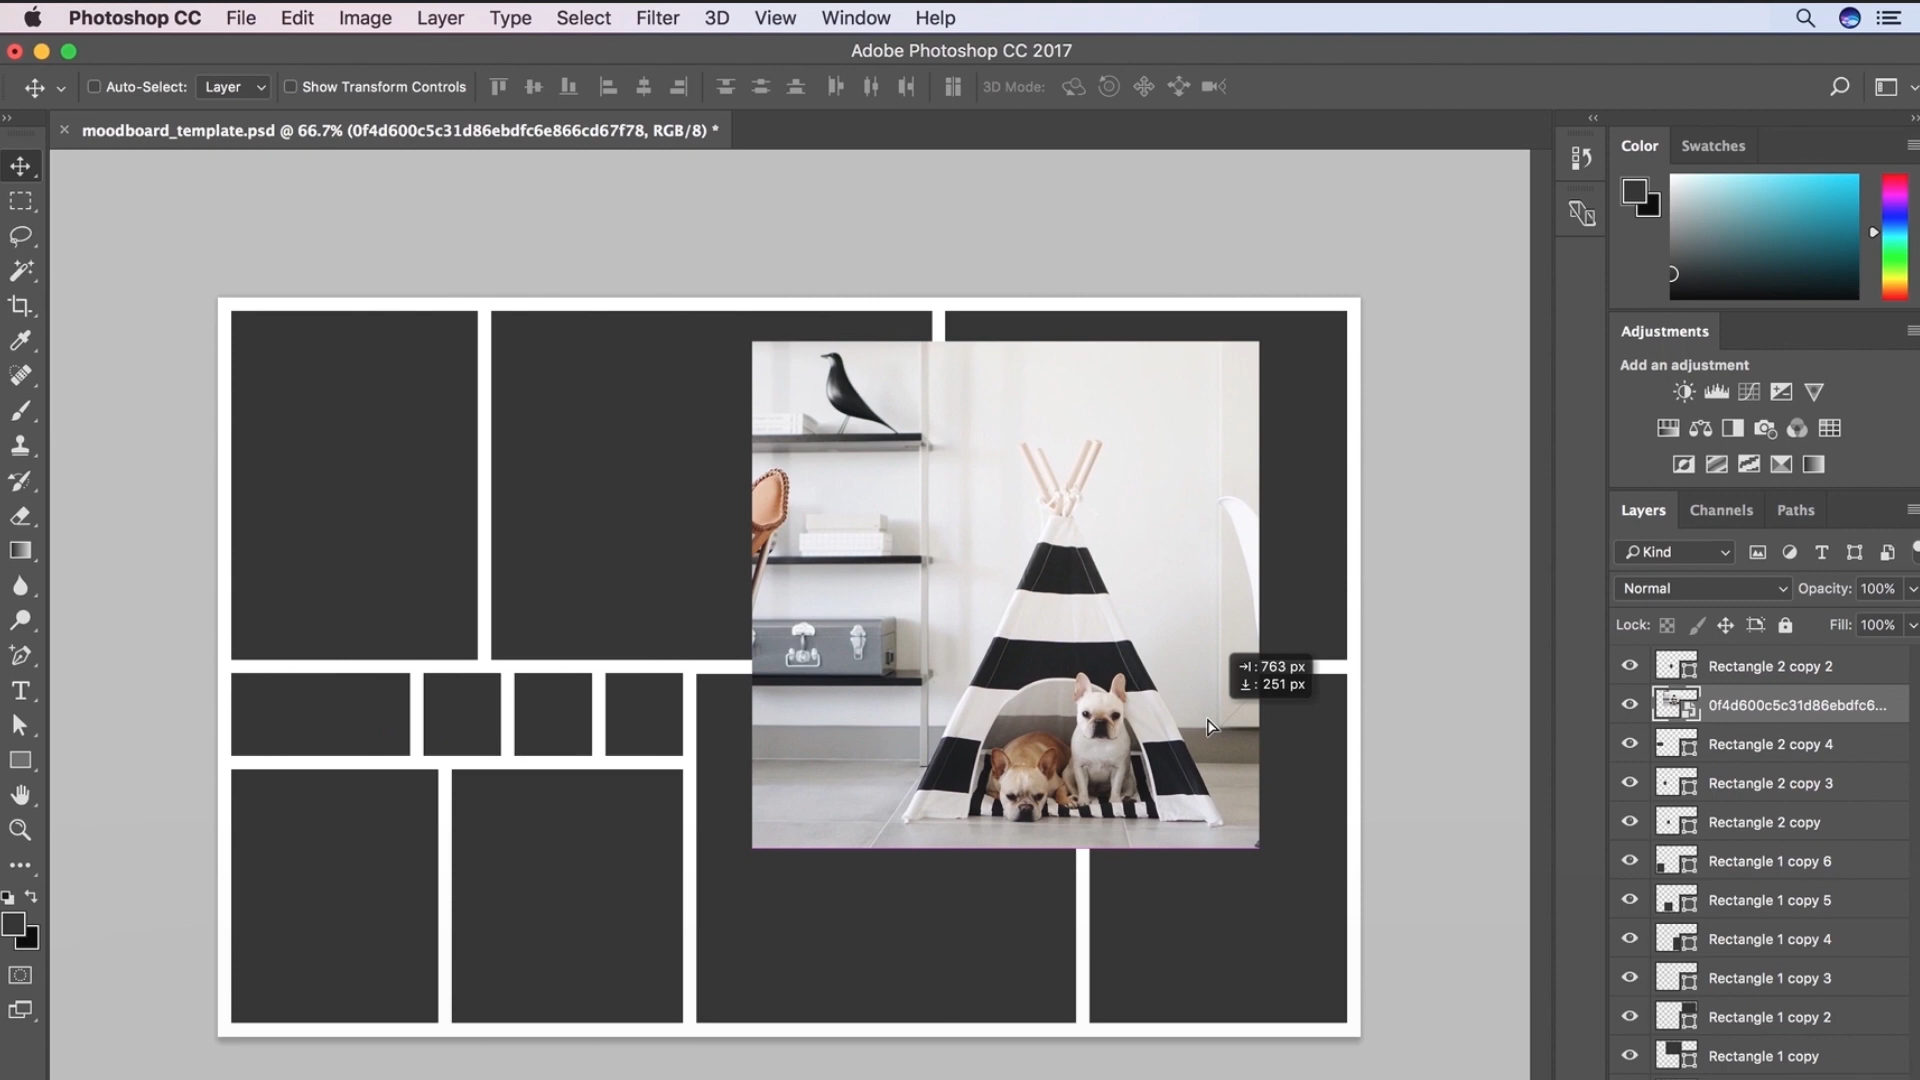 Photoshop CC File Edit Image Layer Type Select Filter 3D View Window Help
Adobe Photoshop CC 2017
Auto-Select: Layer Show Transform Controls 3D Mode:
moodboard_template.psd @ 66.7% (0f4d600c5c31d86ebdfc6e866cd67f78, RGB/8) *
Color Swatches
Adjustments
Add an adjustment
Layers Channels Paths
Kind
Normal Opacity: 100%
Lock: Fill: 100%
Rectangle 2 copy 2
0f4d600c5c31d86ebdfc6...
Rectangle 2 copy 4
Rectangle 2 copy 3
Rectangle 2 copy
Rectangle 1 copy 6
Rectangle 1 copy 5
Rectangle 1 copy 4
Rectangle 1 copy 3
Rectangle 1 copy 2
Rectangle 1 copy
: 763 px
: 251 px